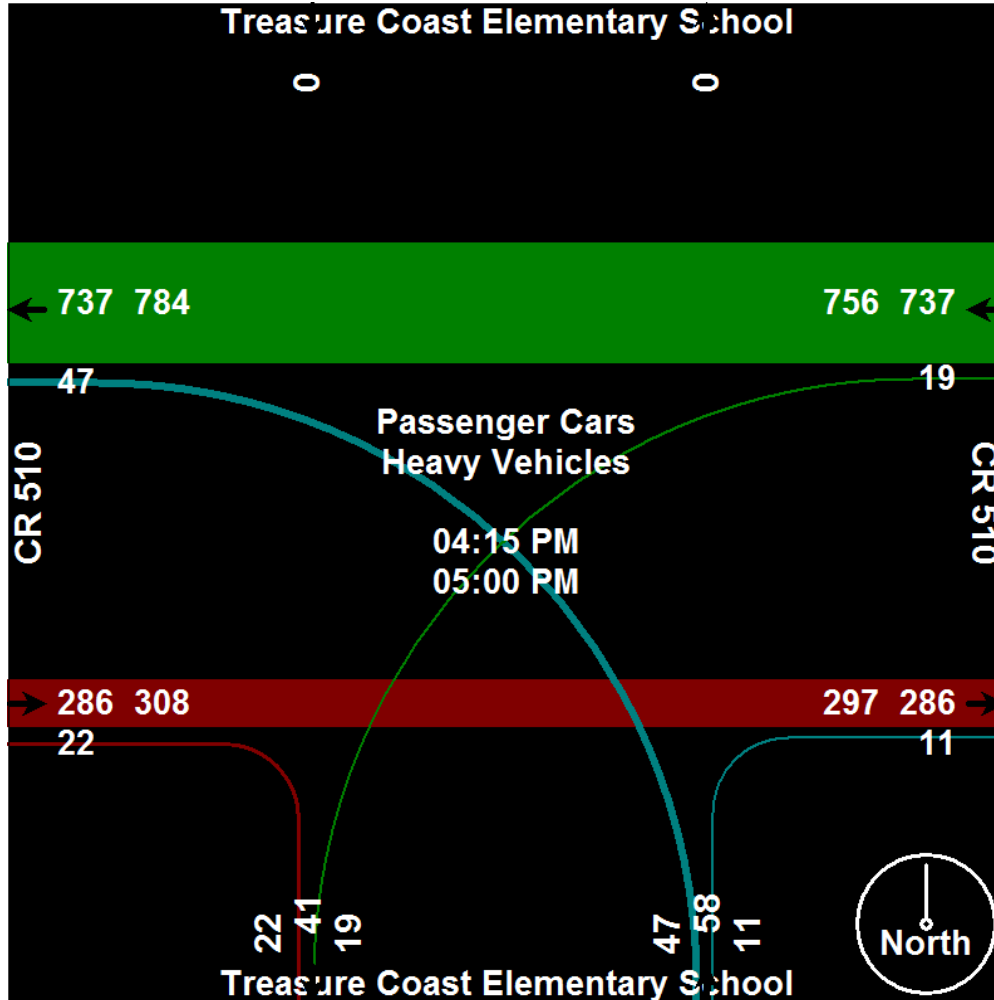 Treasure Coast Elementary School
0 0
737 784 756 737
47 19
Passenger Cars
Heavy Vehicles
CR 510 CR 510
04:15 PM
05:00 PM
286 308 297 286
22 11
22 41 19 47 58 11
North
Treasure Coast Elementary School